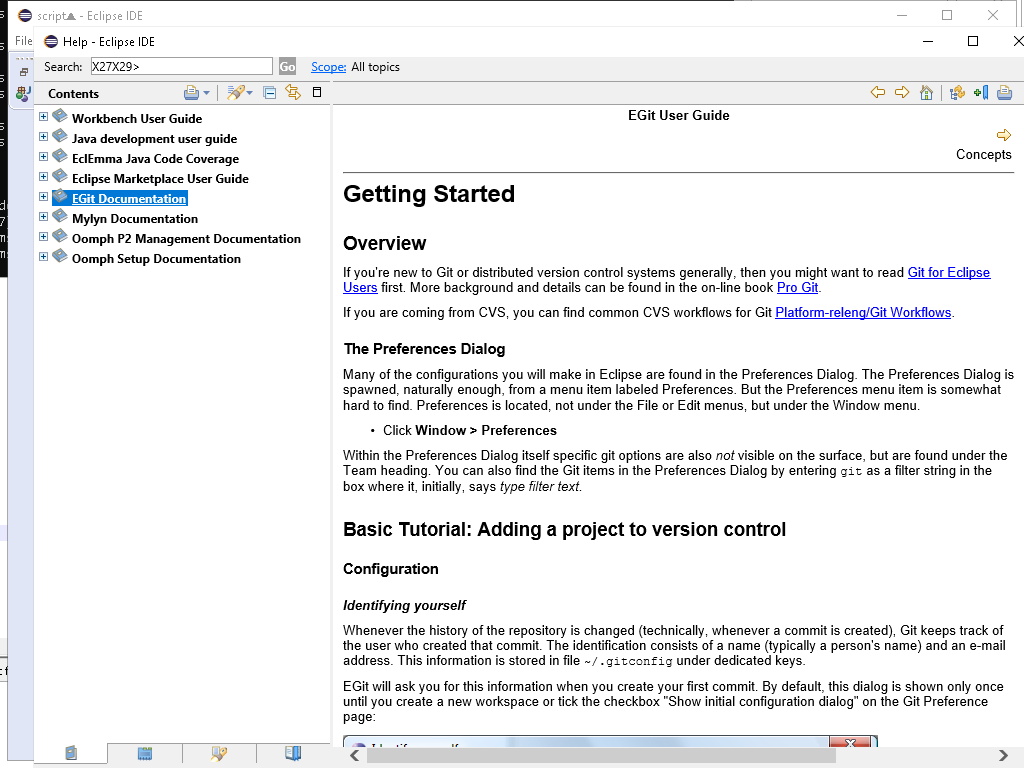 script - Eclipse IDE
File
Help - Eclipse IDE
Search: X27X29> Go Scope: All topics
Contents
Workbench User Guide
Java development user guide
EclEmma Java Code Coverage
Eclipse Marketplace User Guide
EGit Documentation
Mylyn Documentation
Oomph P2 Management Documentation
Oomph Setup Documentation
EGit User Guide
Concepts
Getting Started
Overview
If you're new to Git or distributed version control systems generally, then you might want to read Git for Eclipse
Users first. More background and details can be found in the on-line book Pro Git.
If you are coming from CVS, you can find common CVS workflows for Git Platform-releng/Git Workflows.
The Preferences Dialog
Many of the configurations you will make in Eclipse are found in the Preferences Dialog. The Preferences Dialog is
spawned, naturally enough, from a menu item labeled Preferences. But the Preferences menu item is somewhat
hard to find. Preferences is located, not under the File or Edit menus, but under the Window menu.
• Click Window > Preferences
Within the Preferences Dialog itself specific git options are also not visible on the surface, but are found under the
Team heading. You can also find the Git items in the Preferences Dialog by entering git as a filter string in the
box where it, initially, says type filter text.
Basic Tutorial: Adding a project to version control
Configuration
Identifying yourself
Whenever the history of the repository is changed (technically, whenever a commit is created), Git keeps track of
the user who created that commit. The identification consists of a name (typically a person's name) and an e-mail
address. This information is stored in file ~/.gitconfig under dedicated keys.
EGit will ask you for this information when you create your first commit. By default, this dialog is shown only once
until you create a new workspace or tick the checkbox "Show initial configuration dialog" on the Git Preference
page: